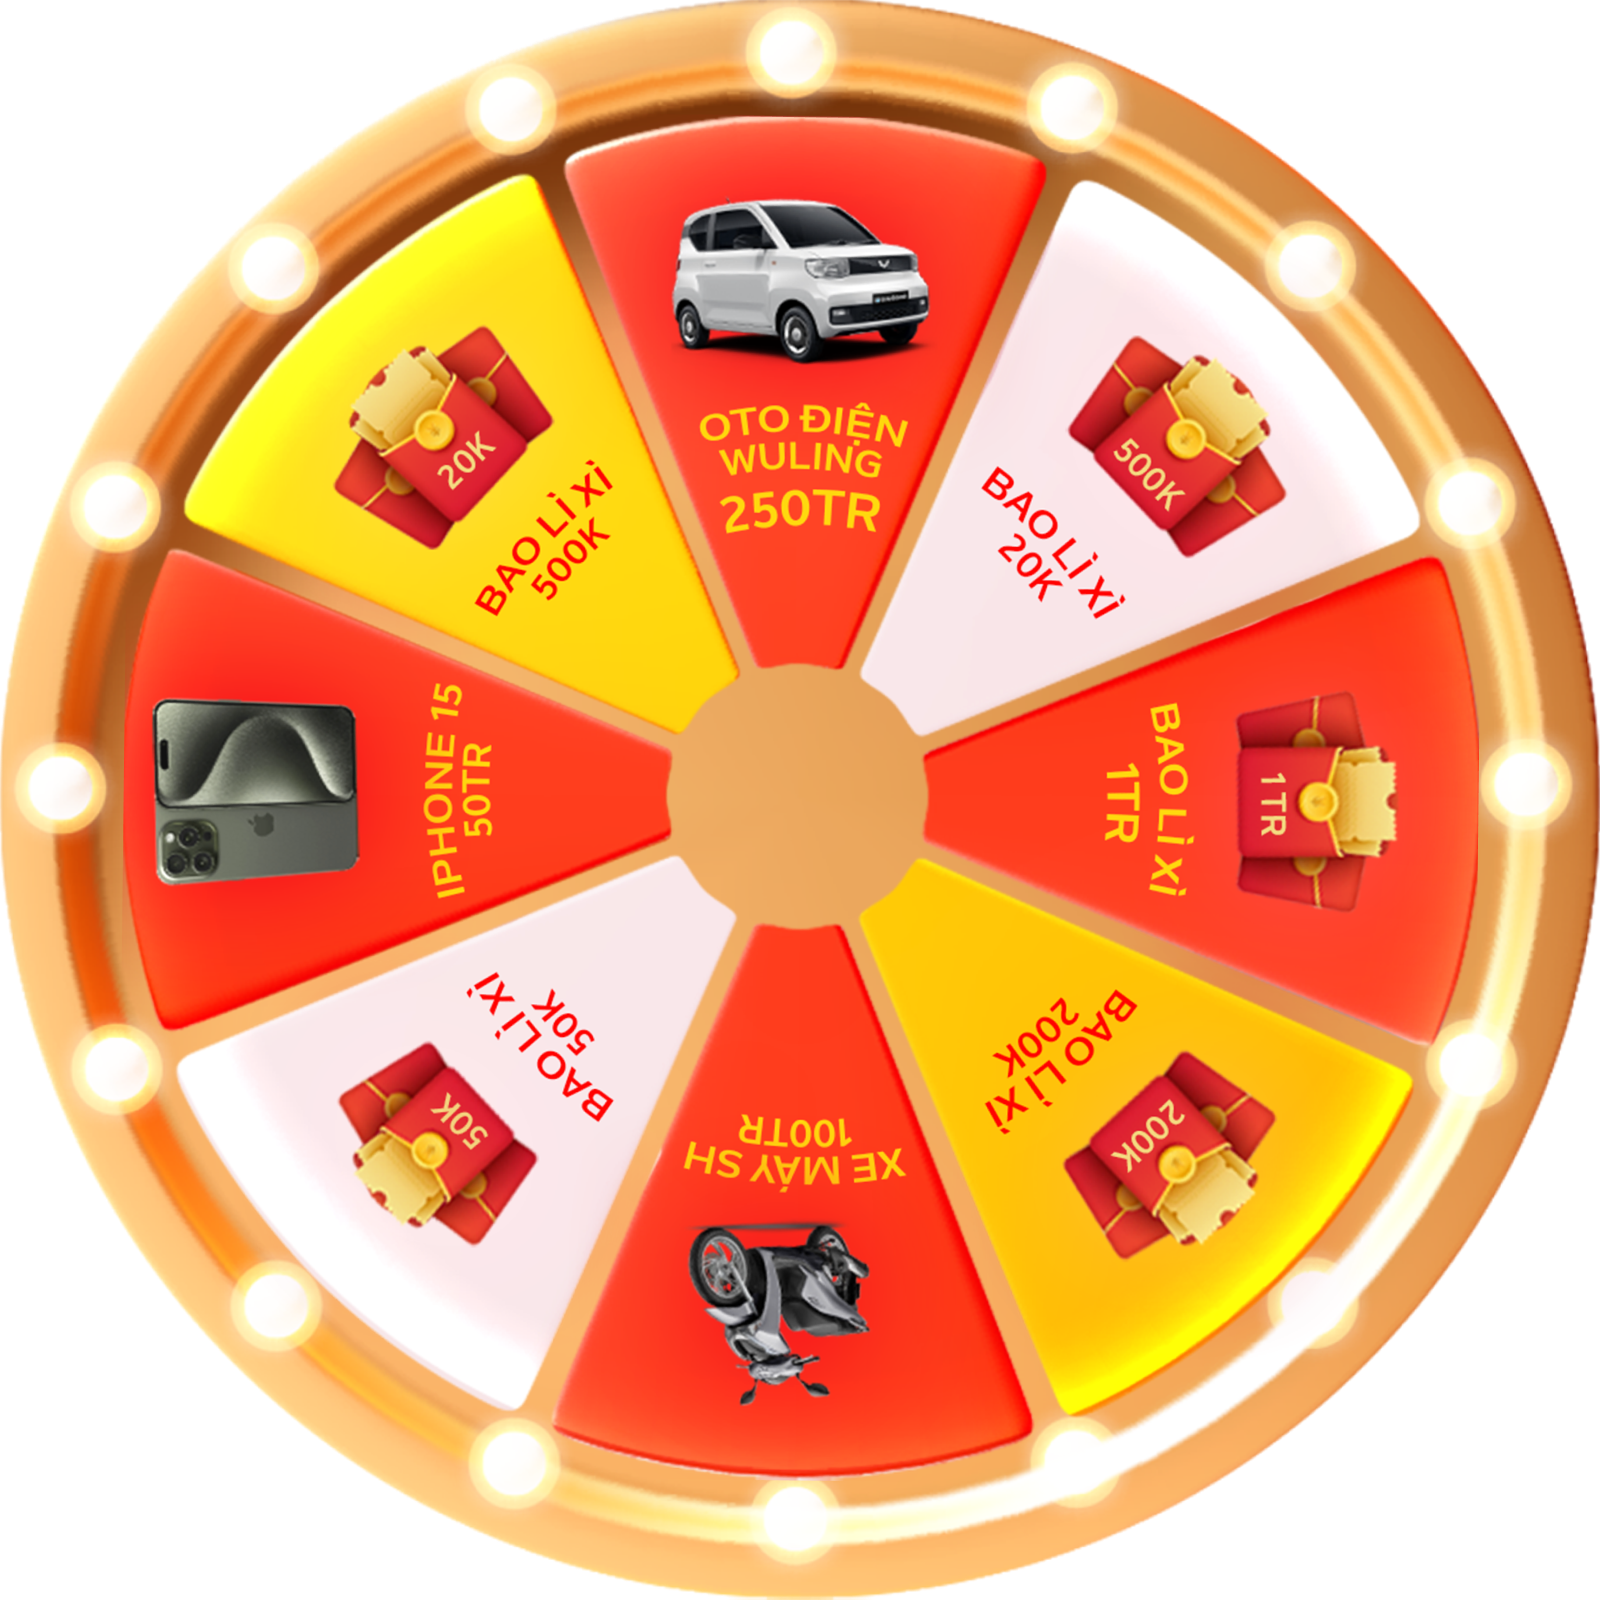 OTO ĐIỆN
WULING
250TR
500K
BAO LÌ XÌ
20K
1TR
BAO LÌ XÌ
1TR
BAO LÌ XÌ
200K
200K
XE MÁY SH
100TR
BAO LÌ XÌ
50K
50K
IPHONE 15
50TR
20K
BAO LÌ XÌ
500K